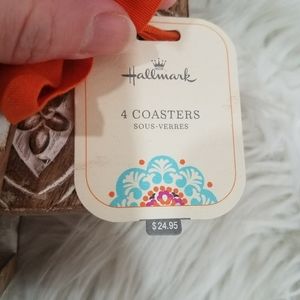 Hallmark
4 COASTERS
SOUS-VERRES
$24.95